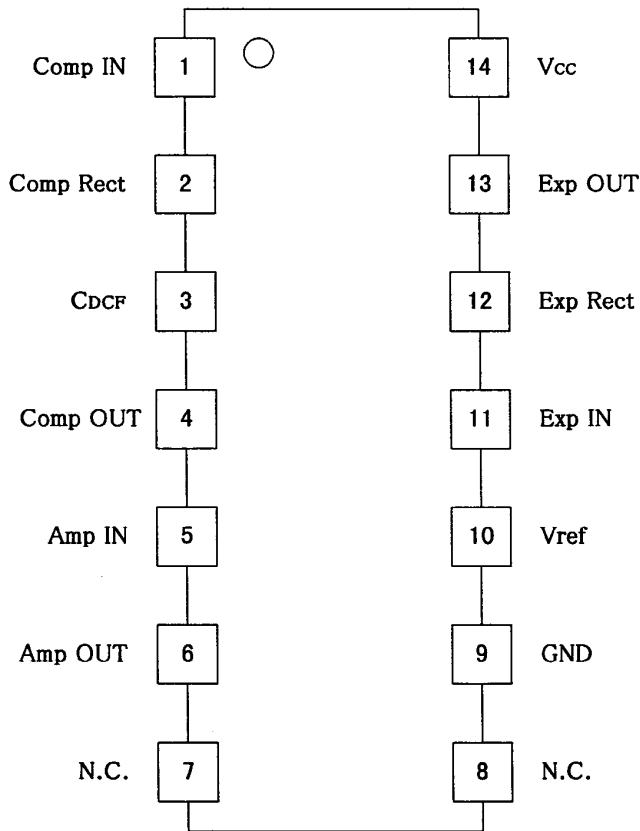 Comp IN 1 14 Vcc
Comp Rect 2 13 Exp OUT
CDCF 3 12 Exp Rect
Comp OUT 4 11 Exp IN
Amp IN 5 10 Vref
Amp OUT 6 9 GND
N.C. 7 8 N.C.